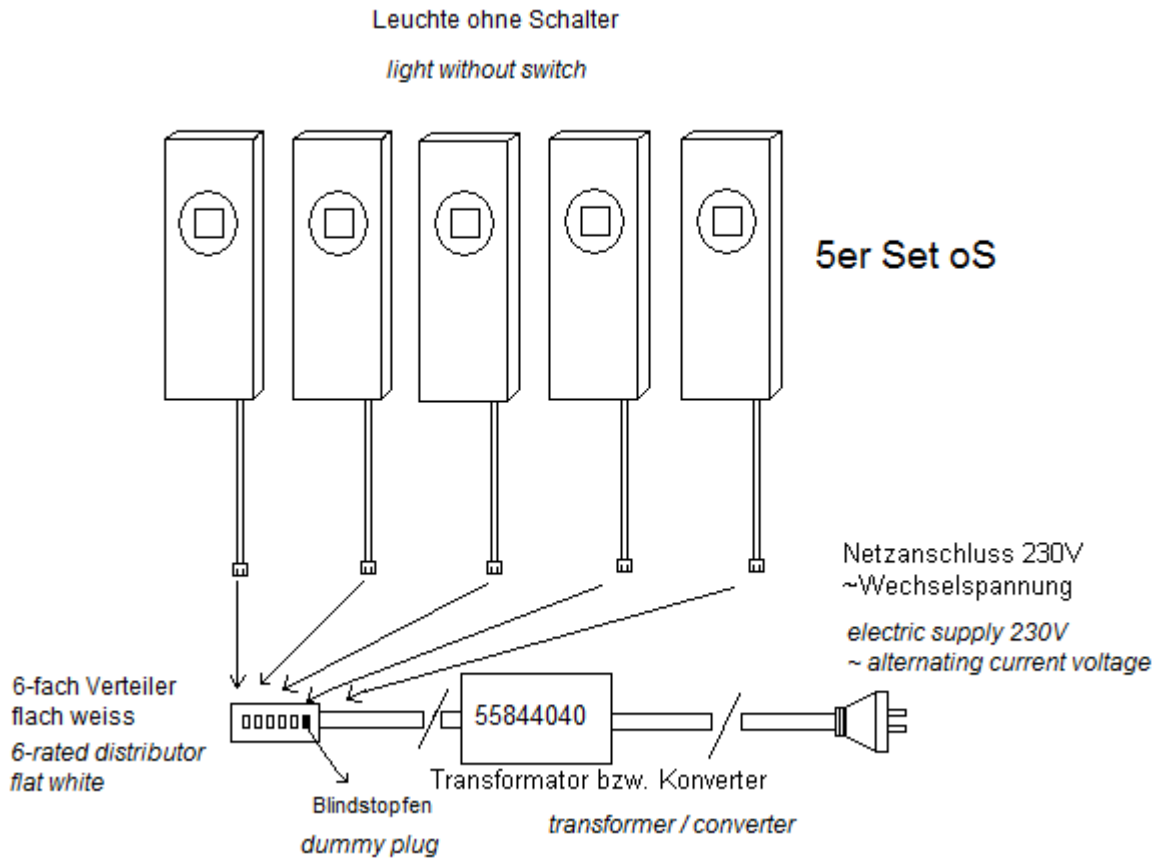 Leuchte ohne Schalter
light without switch
5er Set oS
Netzanschluss 230V
~Wechselspannung
electric supply 230V
~ alternating current voltage
6-fach Verteiler
flach weiss
6-rated distributor
flat white
55844040
Transformator bzw. Konverter
transformer / converter
Blindstopfen
dummy plug